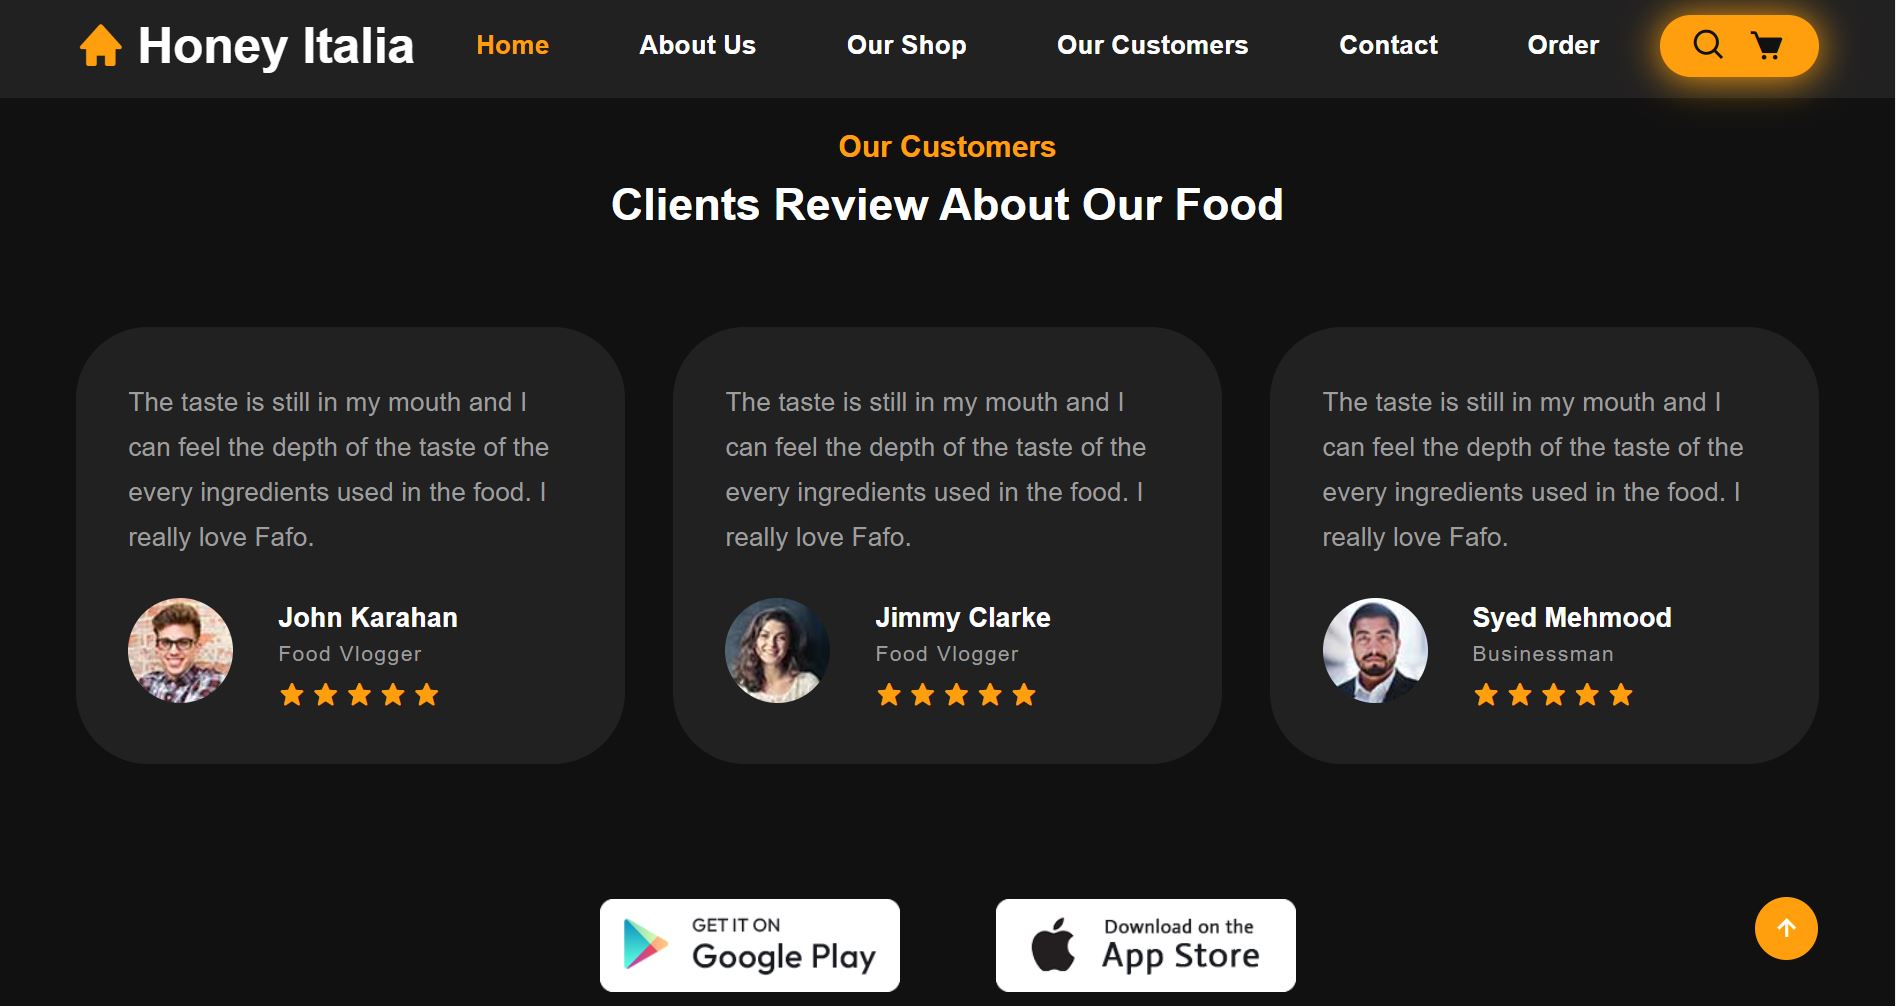 Honey Italia Home About Us Our Shop Our Customers Contact Order
Our Customers
Clients Review About Our Food
The taste is still in my mouth and I
can feel the depth of the taste of the
every ingredients used in the food. I
really love Fafo.
John Karahan
Food Vlogger
The taste is still in my mouth and I
can feel the depth of the taste of the
every ingredients used in the food. I
really love Fafo.
Jimmy Clarke
Food Vlogger
The taste is still in my mouth and I
can feel the depth of the taste of the
every ingredients used in the food. I
really love Fafo.
Syed Mehmood
Businessman
GET IT ON
Google Play
Download on the
App Store